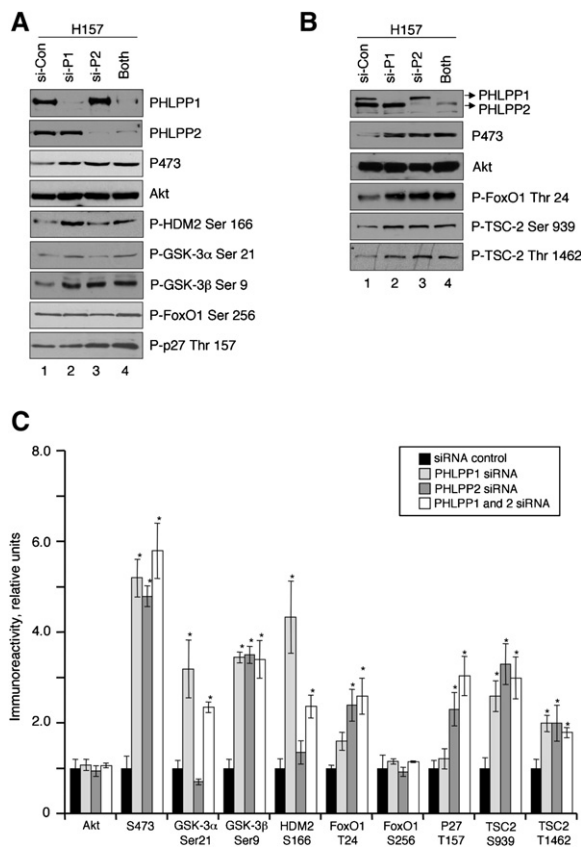 A
H157
si-Con si-P1 si-P2 Both
PHLPP1
PHLPP2
P473
Akt
P-HDM2 Ser 166
P-GSK-3α Ser 21
P-GSK-3β Ser 9
P-FoxO1 Ser 256
P-p27 Thr 157
1 2 3 4
B
H157
si-Con si-P1 si-P2 Both
PHLPP1
PHLPP2
P473
Akt
P-FoxO1 Thr 24
P-TSC-2 Ser 939
P-TSC-2 Thr 1462
1 2 3 4
C
Immunoreactivity, relative units
8.0
6.0
4.0
2.0
0
siRNA control
PHLPP1 siRNA
PHLPP2 siRNA
PHLPP1 and 2 siRNA
* * * * * * * * * * * * * * * * * * * * *
Akt S473 GSK-3α GSK-3β HDM2 FoxO1 FoxO1 P27 TSC2 TSC2
Ser21 Ser9 S166 T24 S256 T157 S939 T1462